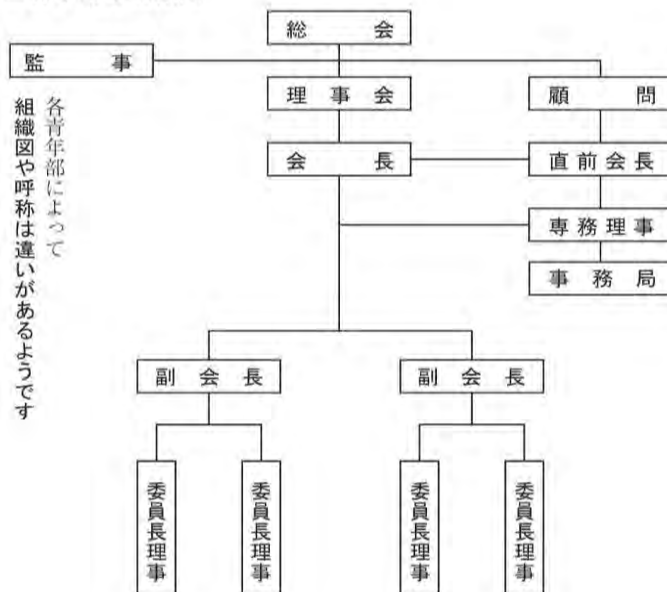 総会
監事
理事会
顧問
会長
直前会長
専務理事
事務局
各青年部によって
組織図や呼称は違いがあるようです
副会長
副会長
委員長理事
委員長理事
委員長理事
委員長理事